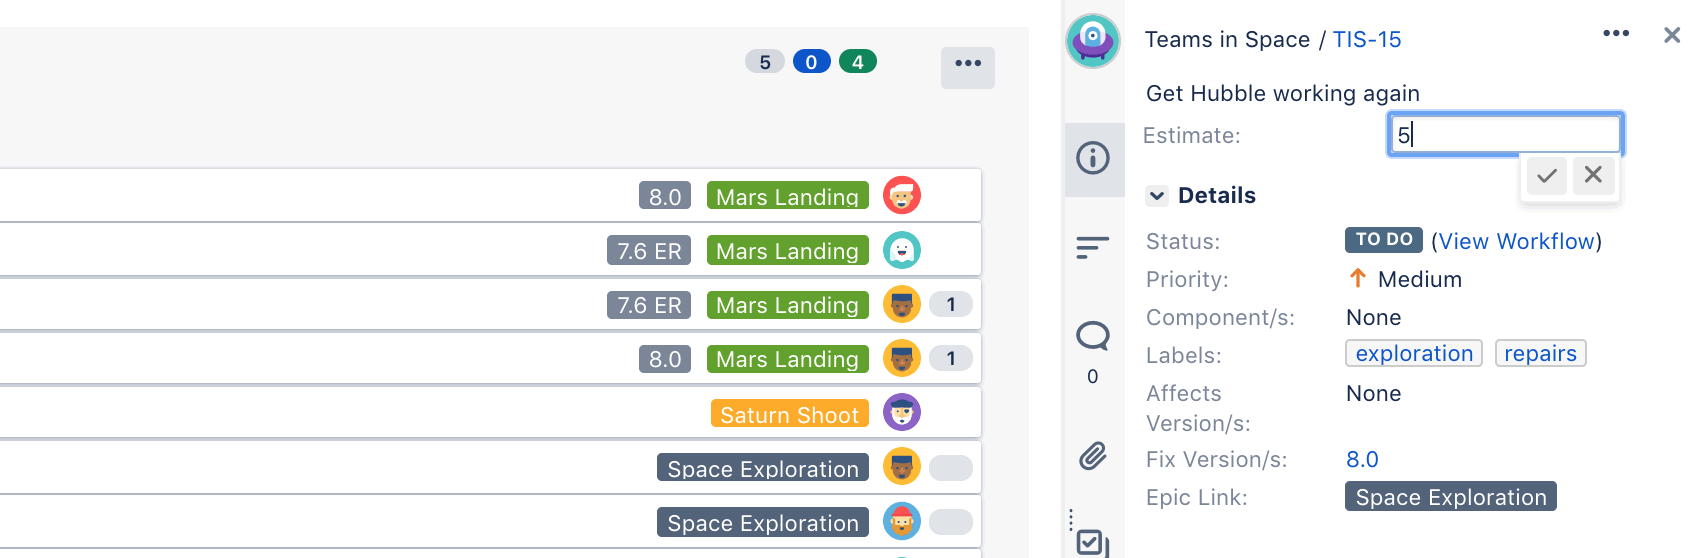 5 0 4
8.0 Mars Landing
7.6 ER Mars Landing
7.6 ER Mars Landing 1
8.0 Mars Landing 1
Saturn Shoot
Space Exploration
Space Exploration
0
Teams in Space / TIS-15
Get Hubble working again
Estimate: 5
Details
Status: TO DO (View Workflow)
Priority: Medium
Component/s: None
Labels: exploration repairs
Affects None
Version/s:
Fix Version/s: 8.0
Epic Link: Space Exploration